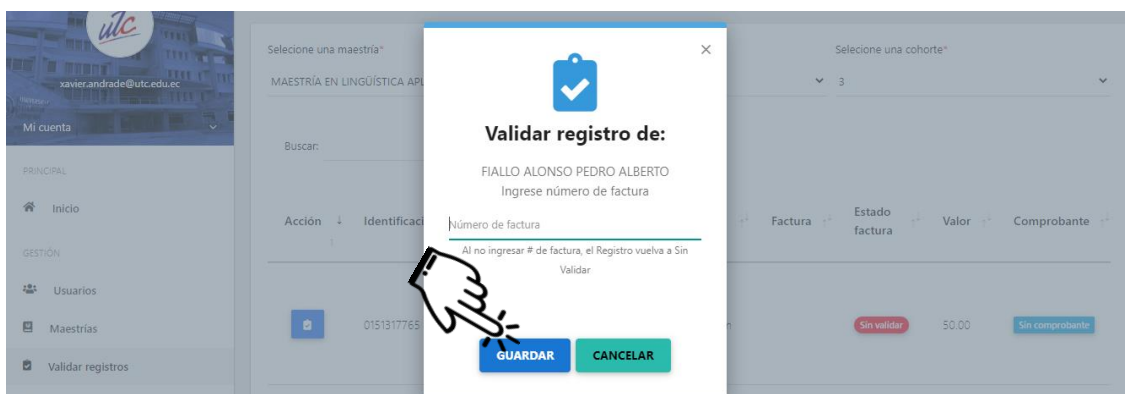 utc
xavier.andrade@utc.edu.ec
Mi cuenta
PRINCIPAL
Inicio
GESTIÓN
Usuarios
Maestrías
Validar registros
Selecione una maestría*
MAESTRÍA EN LINGÜÍSTICA APL
Selecione una cohorte*
3
Buscar:
Acción
Identificaci
Factura
Estado
factura
Valor
Comprobante
0151317765
Sin validar
50.00
Sin comprobante
×
Validar registro de:
FIALLO ALONSO PEDRO ALBERTO
Ingrese número de factura
Número de factura
Al no ingresar # de factura, el Registro vuelva a Sin
Validar
GUARDAR
CANCELAR